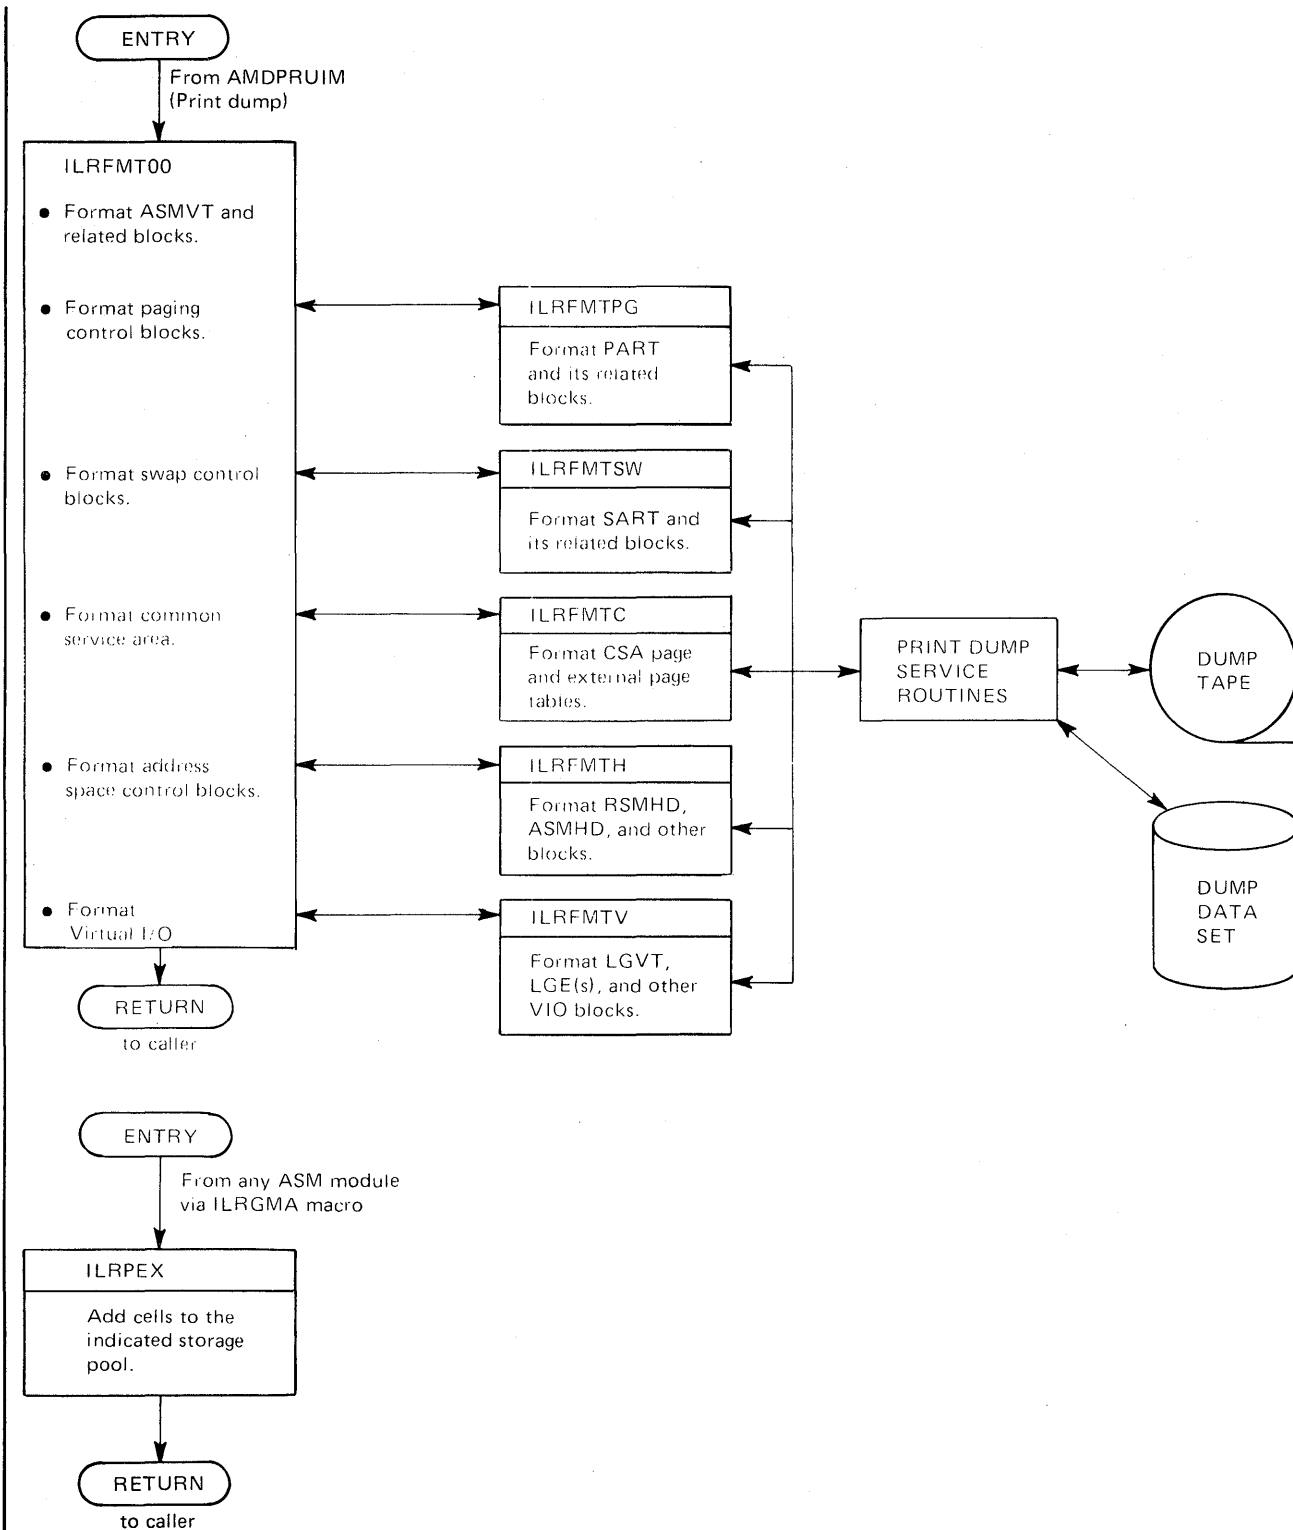 ENTRY
From AMDPRUIM
(Print dump)
ILRFMT00
● Format ASMVT and
related blocks.
● Format paging
control blocks.
● Format swap control
blocks.
● Format common
service area.
● Format address
space control blocks.
● Format
Virtual I/O
RETURN
to caller
ILRFMTPG
Format PART
and its related
blocks.
ILRFMTSW
Format SART and
its related blocks.
ILRFMTC
Format CSA page
and external page
tables.
ILRFMTH
Format RSMHD,
ASMHD, and other
blocks.
ILRFMTV
Format LGVT,
LGE(s), and other
VIO blocks.
PRINT DUMP
SERVICE
ROUTINES
DUMP
TAPE
DUMP
DATA
SET
ENTRY
From any ASM module
via ILRGMA macro
ILRPEX
Add cells to the
indicated storage
pool.
RETURN
to caller